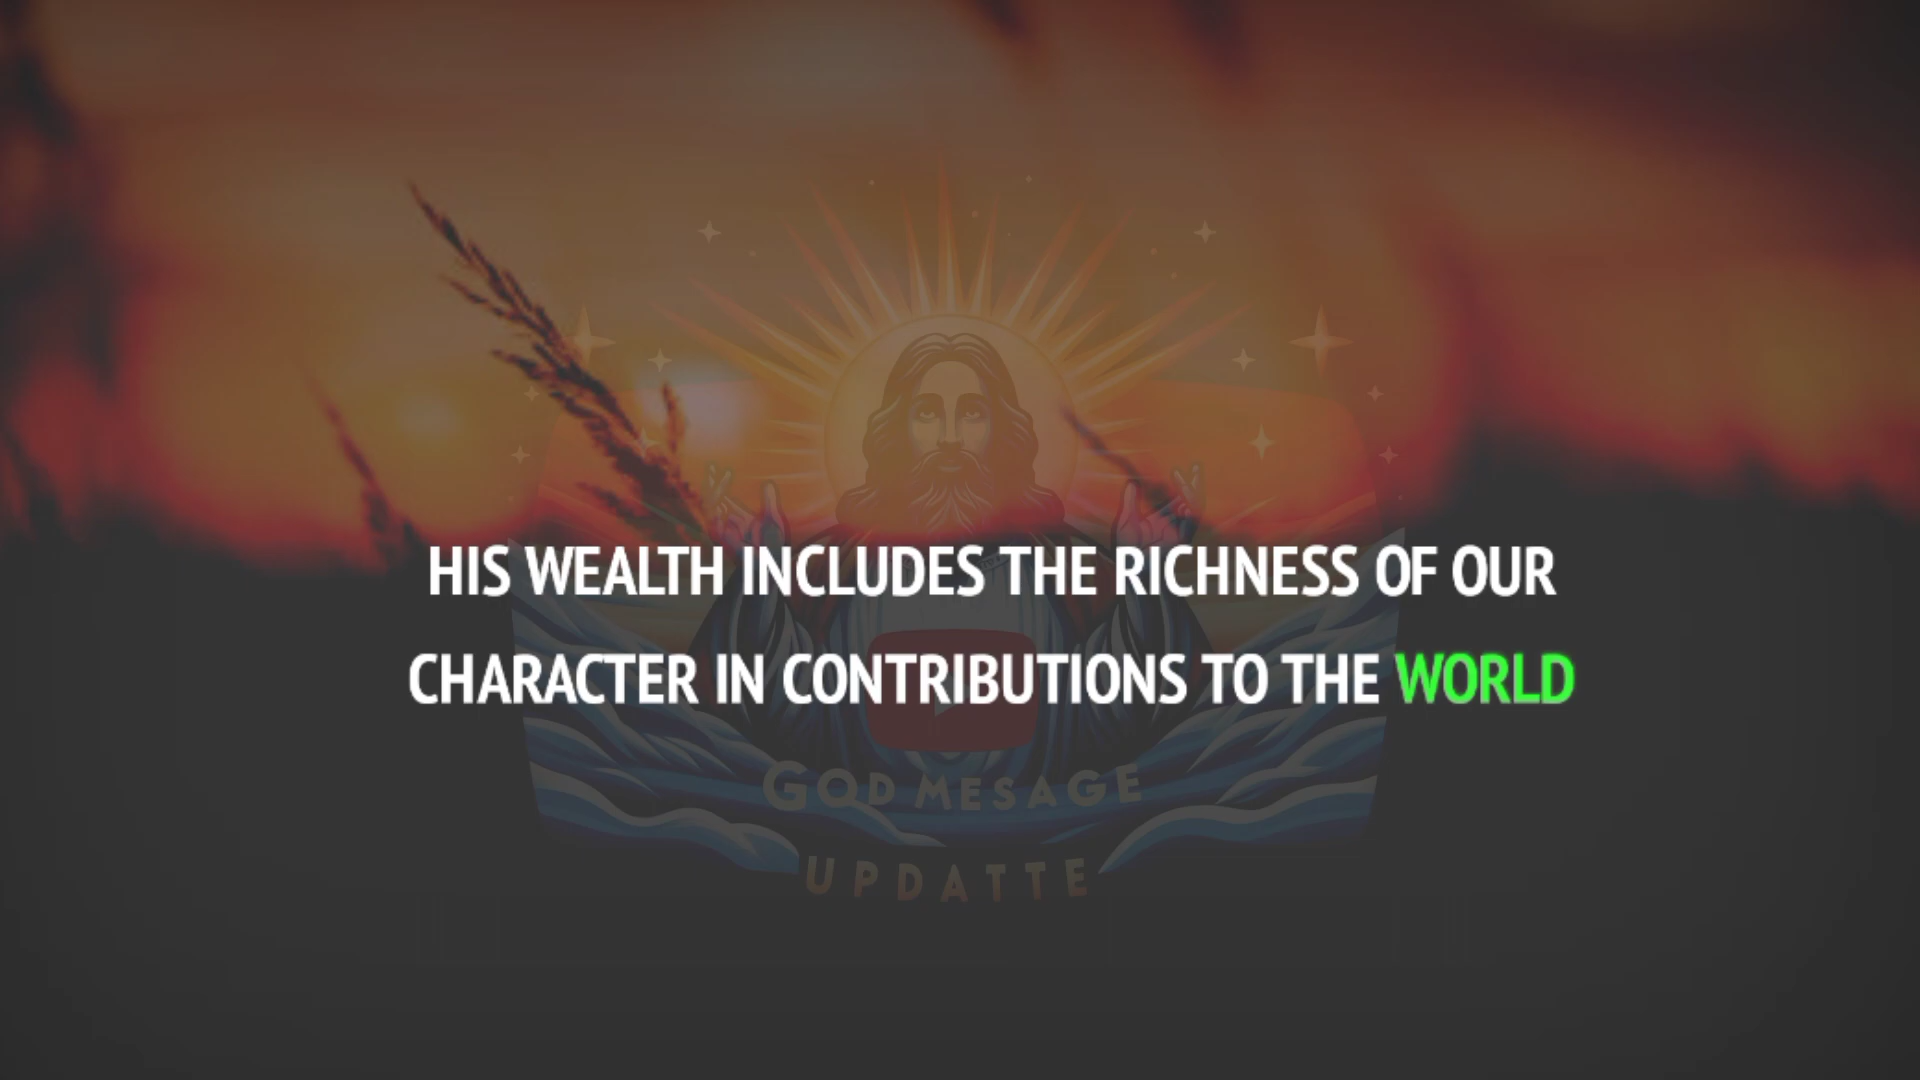 HIS WEALTH INCLUDES THE RICHNESS OF OUR
CHARACTER IN CONTRIBUTIONS TO THE WORLD
GOD MESAGE
UPDATTE